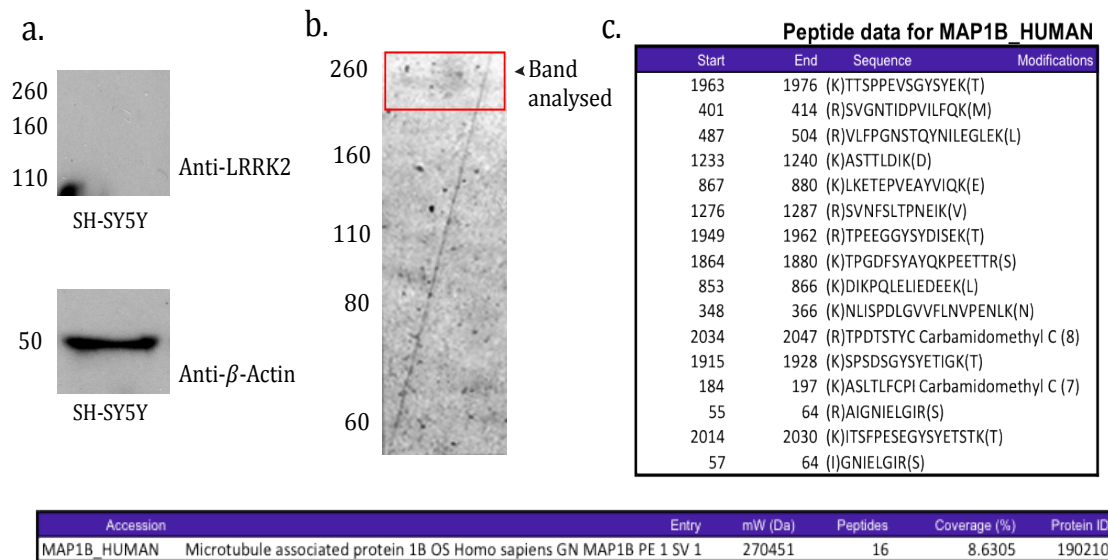 a.
260
160
110
Anti-LRRK2
SH-SY5Y
50
Anti-β-Actin
SH-SY5Y
b.
260
160
110
80
60
Band
analysed
c.
Peptide data for MAP1B_HUMAN
Start End Sequence Modifications
1963 1976 (K)TTSPPEVSGYSYEK(T)
401 414 (R)SVGNTIDPVILFQK(M)
487 504 (R)VLFPGNSTQYNILEGLEK(L)
1233 1240 (K)ASTTLDIK(D)
867 880 (K)LKETEPVEAYVIQK(E)
1276 1287 (R)SVNFSLTPNEIK(V)
1949 1962 (R)TPEEGGYSYDISEK(T)
1864 1880 (K)TPGDFSYAYQKPEETTR(S)
853 866 (K)DIKPQLELIEDEEK(L)
348 366 (K)NLISPDLGVVFLNVPENLK(N)
2034 2047 (R)TPDTSTYC Carbamidomethyl C (8)
1915 1928 (K)SPSDSGYSYETIGK(T)
184 197 (K)ASLTLFCPI Carbamidomethyl C (7)
55 64 (R)AIGNIELGIR(S)
2014 2030 (K)ITSFPESEGYSYETSTK(T)
57 64 (I)GNIELGIR(S)
Accession Entry mW (Da) Peptides Coverage (%) Protein ID
MAP1B_HUMAN Microtubule associated protein 1B OS Homo sapiens GN MAP1B PE 1 SV 1 270451 16 8.6305 190210